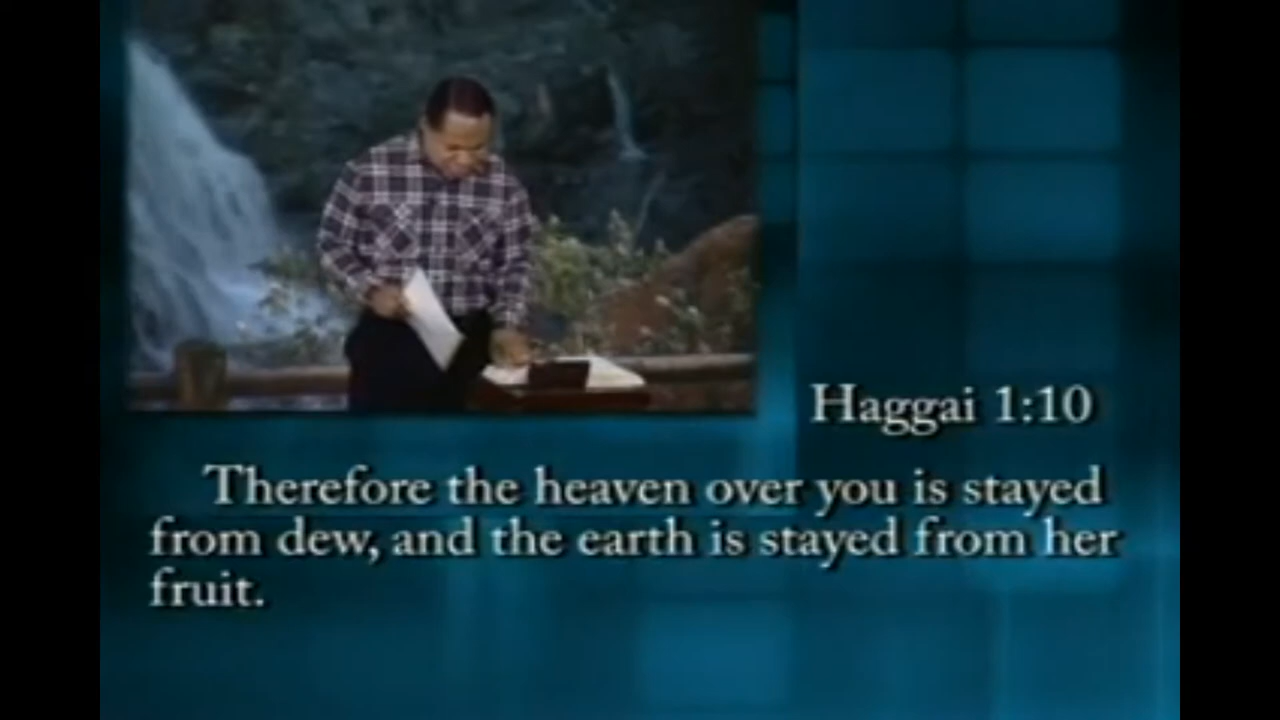 Haggai 1:10
Therefore the heaven over you is stayed
from dew, and the earth is stayed from her
fruit.